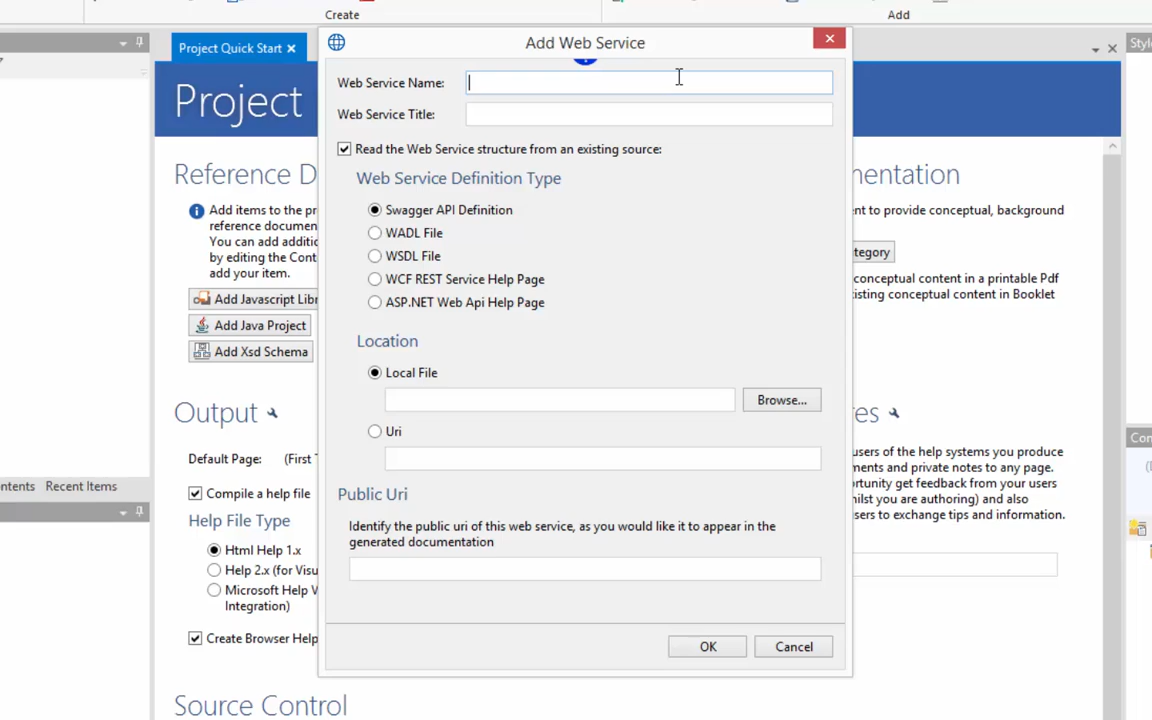 Create
Add
Project Quick Start
Add Web Service
Project
Web Service Name:
Web Service Title:
Read the Web Service structure from an existing source:
Web Service Definition Type
Swagger API Definition
WADL File
WSDL File
WCF REST Service Help Page
ASP.NET Web Api Help Page
Location
Local File
Browse...
Uri
Public Uri
Identify the public uri of this web service, as you would like it to appear in the
generated documentation
OK
Cancel
Reference D
Add items to the pr
reference documen
You can add additio
by editing the Cont
add your item.
Add Javascript Libr
Add Java Project
Add Xsd Schema
Output
Default Page: (First T
Compile a help file
Help File Type
Html Help 1.x
Help 2.x (for Visu
Microsoft Help V
Integration)
Create Browser Help
Source Control
nentation
nt to provide conceptual, background
tegory
conceptual content in a printable Pdf
isting conceptual content in Booklet
es
users of the help systems you produce
ments and private notes to any page.
ortunity get feedback from your users
hilst you are authoring) and also
sers to exchange tips and information.
ntents Recent Items
Style
Con